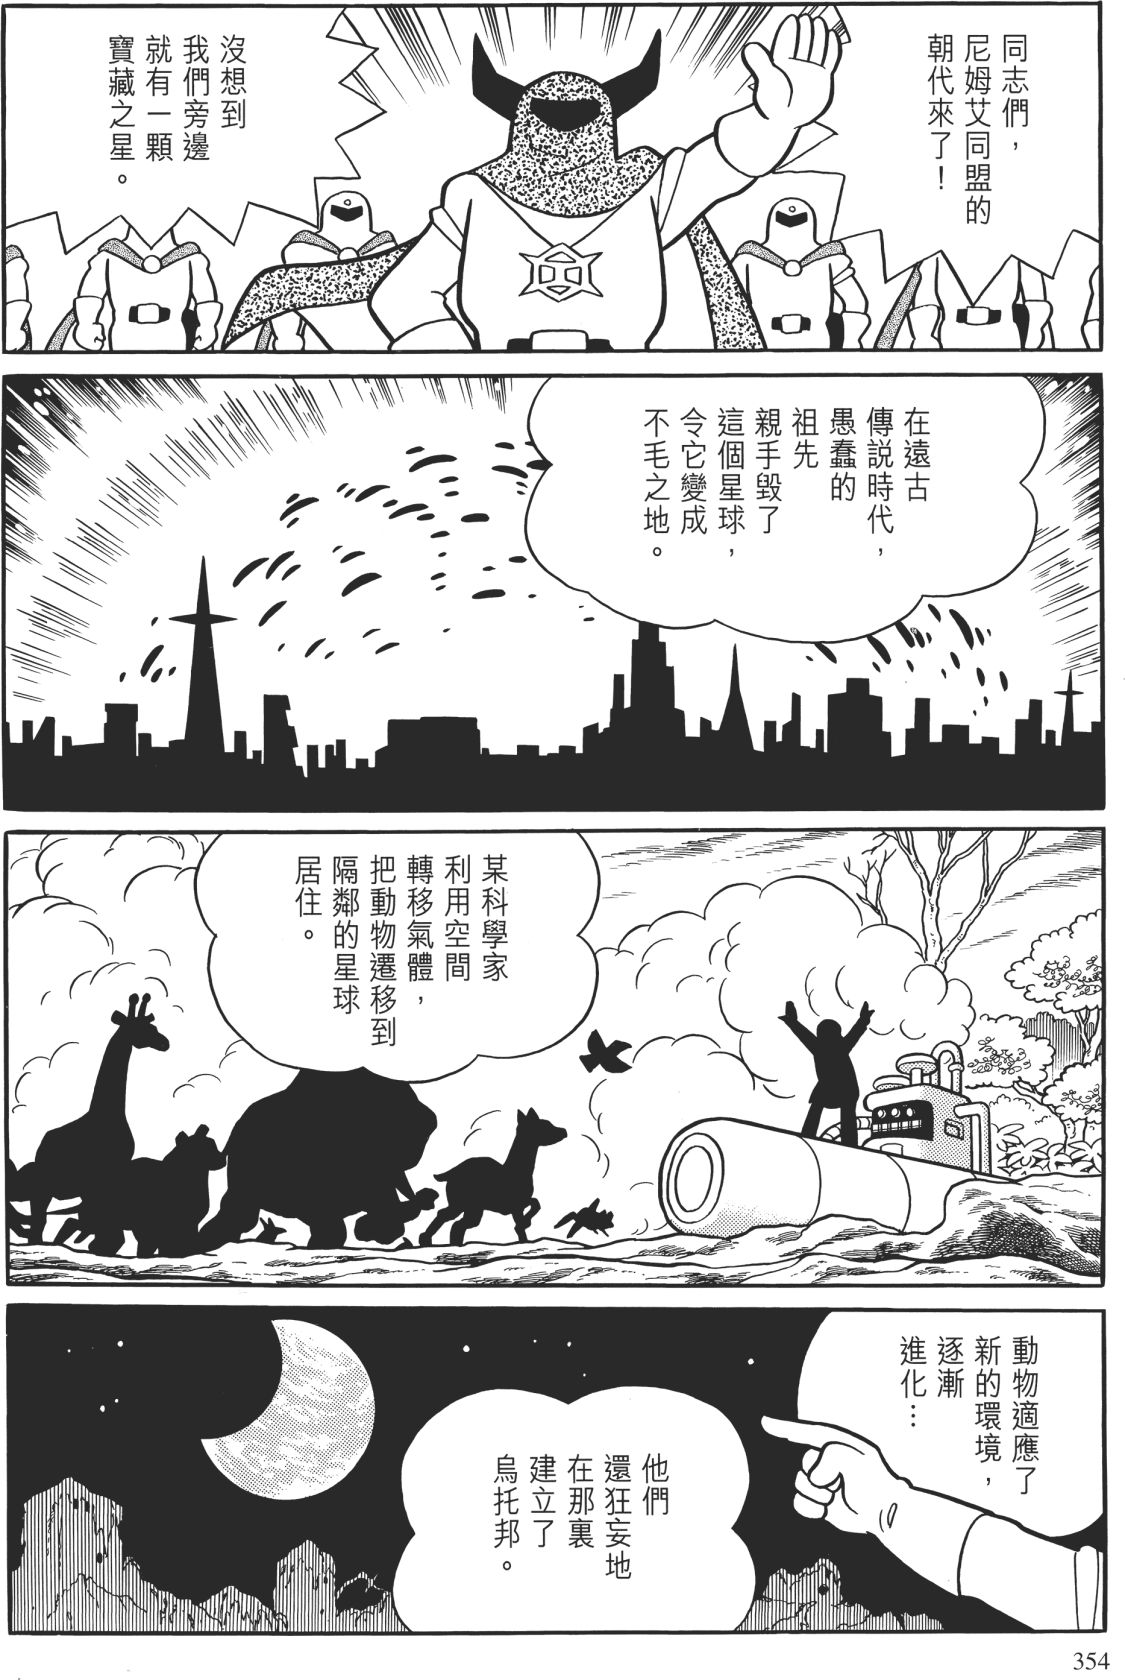 同志們，
尼姆艾同盟的
朝代來了！
沒想到
我們旁邊
就有一顆
寶藏之星。
在遠古
傳説時代，
愚蠢的
祖先
親手毀了
這個星球，
令它變成
不毛之地。
某科學家
利用空間
轉移氣體，
把動物遷移到
隔鄰的星球
居住。
動物適應了
新的環境，
逐漸
進化…
他們
還狂妄地
在那裏
建立了
烏托邦。
354